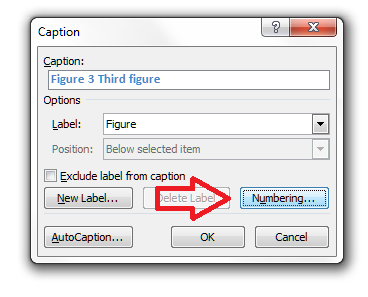 Caption
?
Caption:
Figure 3 Third figure
Options
Label: Figure
Position: Below selected item
Exclude label from caption
New Label... Delete Label Numbering...
AutoCaption... OK Cancel